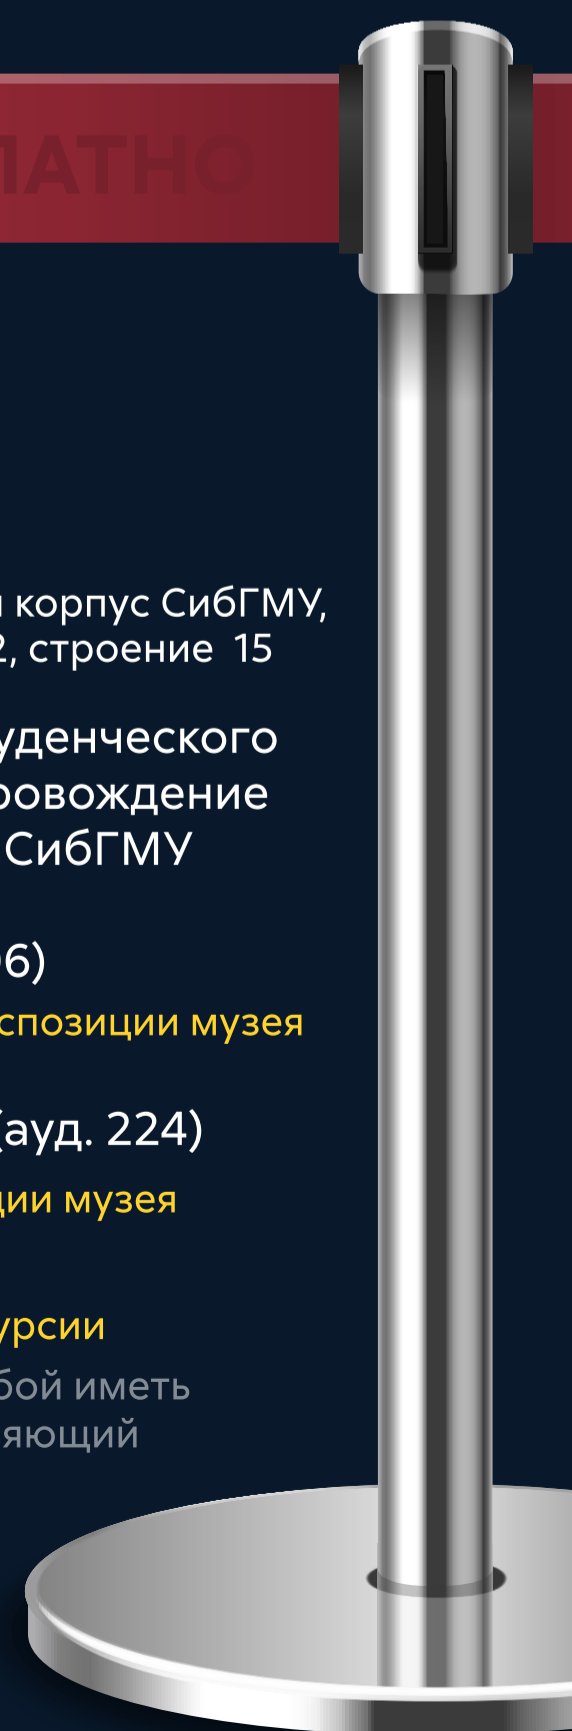 ЛАТНО
корпус СибГМУ,
2, строение 15
уденческого
ровождение
СибГМУ
6)
спозиции музея
(ауд. 224)
ции музея
урсии
бой иметь
яющий